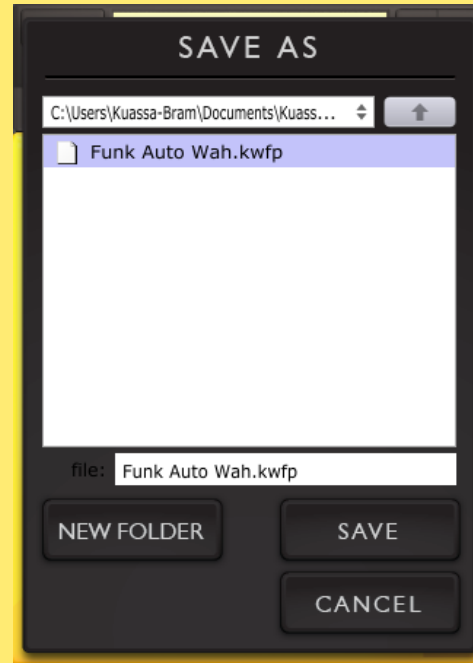 SAVE AS
C:\Users\Kuassa-Bram\Documents\Kuass...
Funk Auto Wah.kwfp
file: Funk Auto Wah.kwfp
NEW FOLDER SAVE
CANCEL